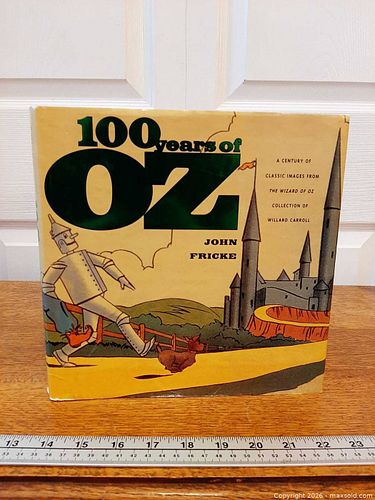 100 years of
OZ
A CENTURY OF
CLASSIC IMAGES FROM
THE WIZARD OF OZ
COLLECTION OF
WILLARD CARROLL
JOHN
FRICKE
13 14 15 16 17 18 19 20 21 22 23
Copyright 2026 - maxsold.com